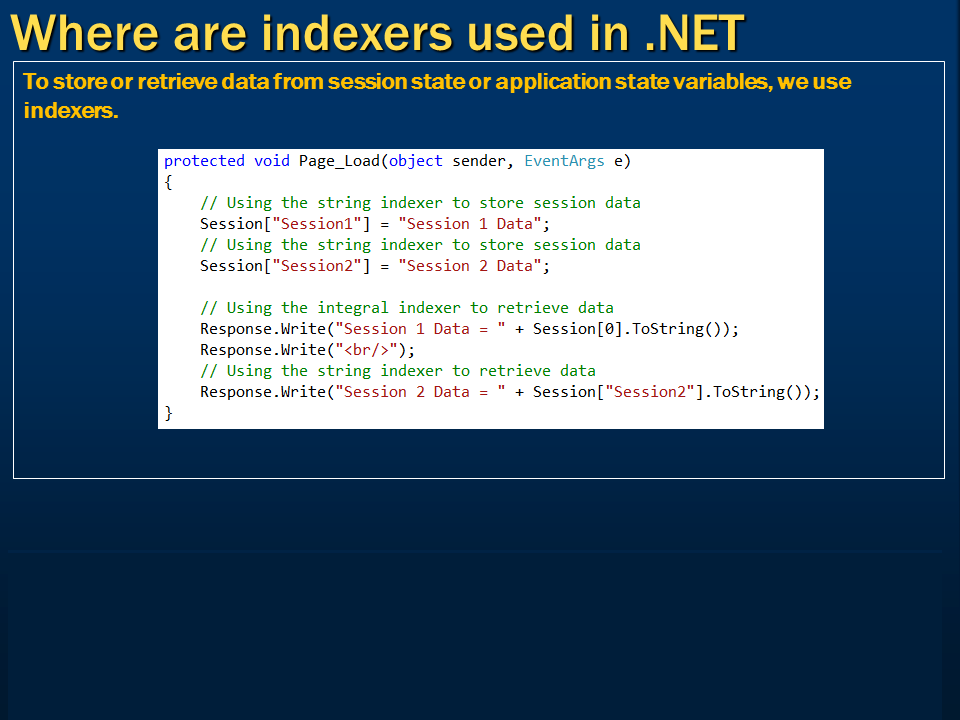 Where are indexers used in .NET
To store or retrieve data from session state or application state variables, we use
indexers.
protected void Page_Load(object sender, EventArgs e)
{
    // Using the string indexer to store session data
    Session["Session1"] = "Session 1 Data";
    // Using the string indexer to store session data
    Session["Session2"] = "Session 2 Data";
    // Using the integral indexer to retrieve data
    Response.Write("Session 1 Data = " + Session[0].ToString());
    Response.Write("<br/>");
    // Using the string indexer to retrieve data
    Response.Write("Session 2 Data = " + Session["Session2"].ToString());
}